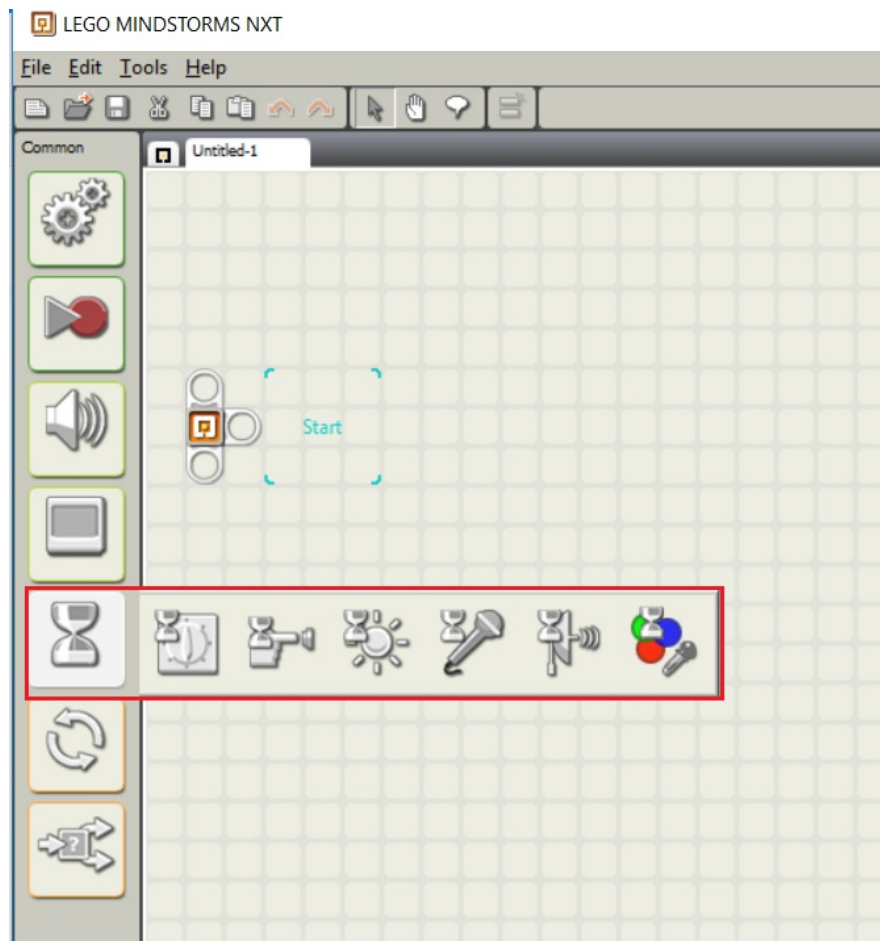 LEGO MINDSTORMS NXT
File Edit Tools Help
Common
Untitled-1
Start
?